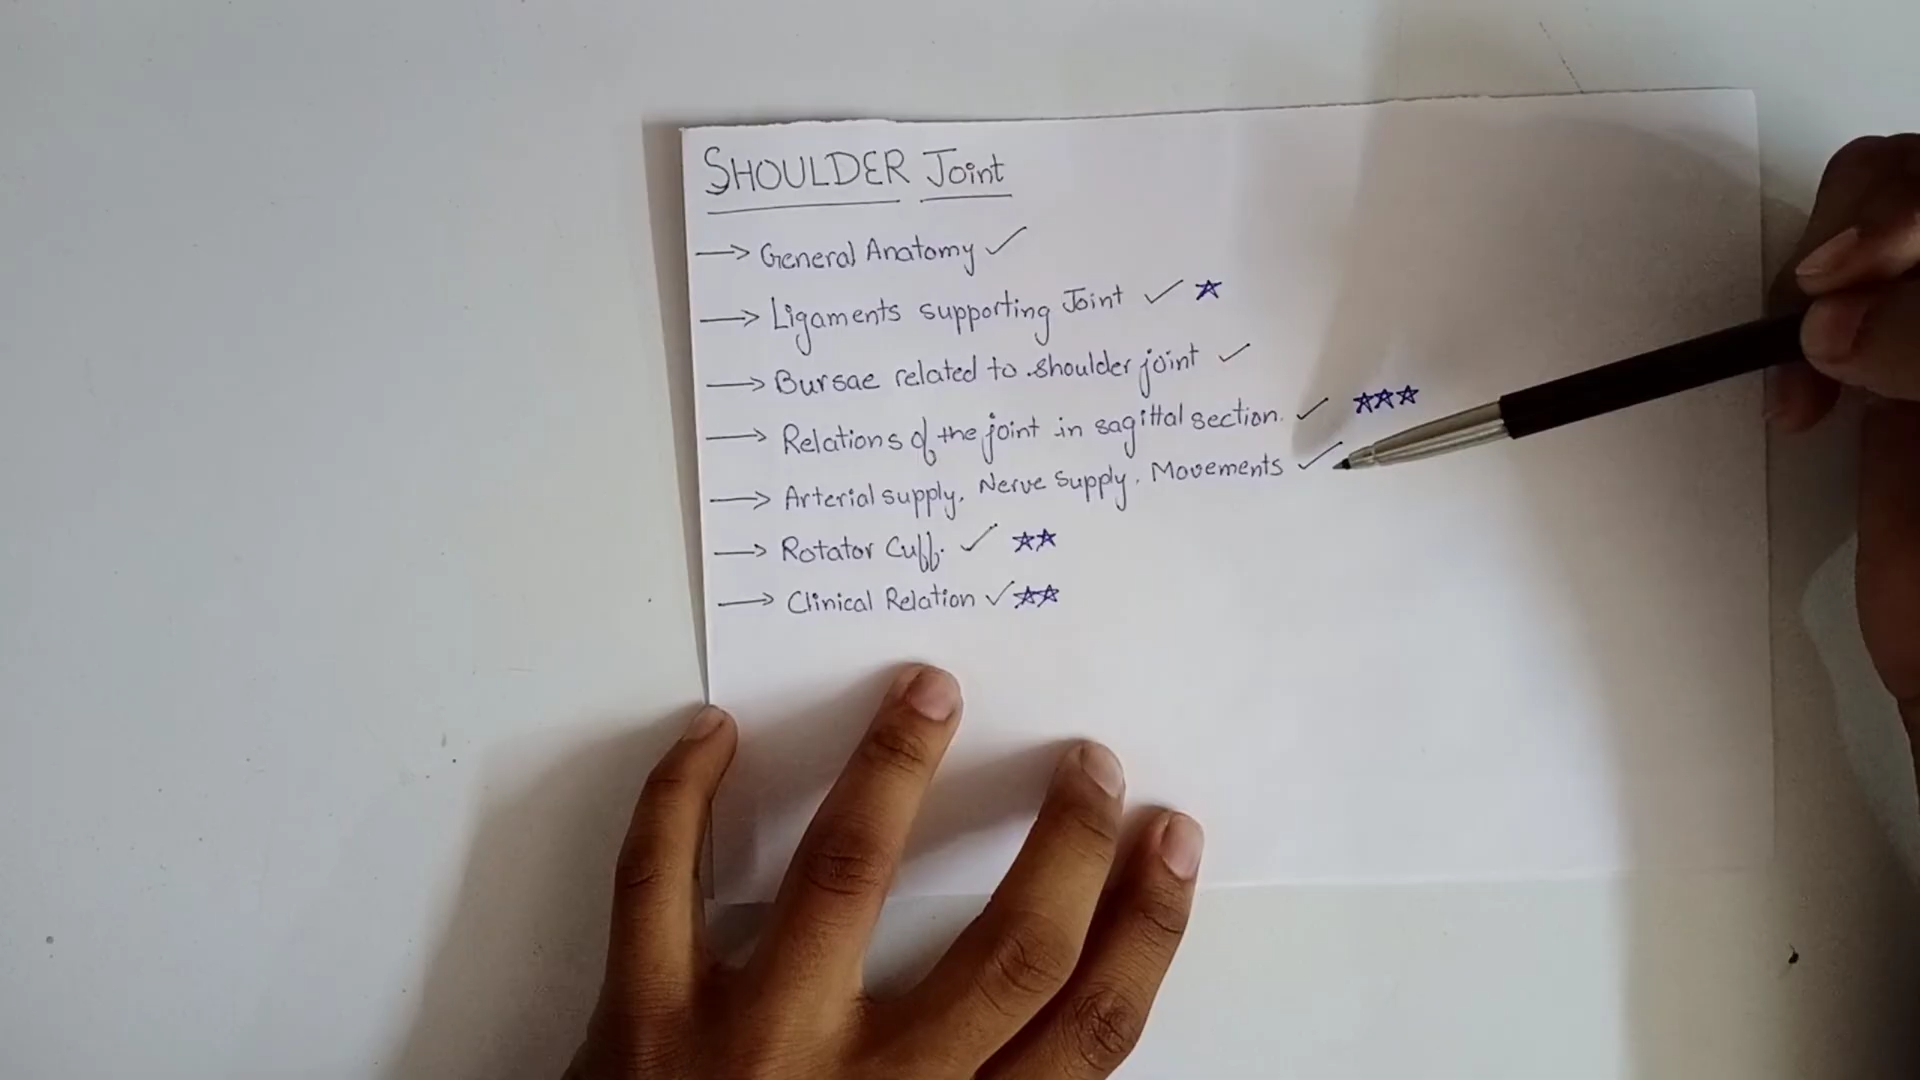 SHOULDER Joint
→ General Anatomy ✓
→ Ligaments supporting Joint ✓ ☆
→ Bursae related to shoulder joint ✓
→ Relations of the joint in sagittal section. ✓ ☆☆☆
→ Arterial supply, Nerve Supply, Movements ✓
→ Rotator Cuff. ✓ ☆☆
→ Clinical Relation ✓ ☆☆